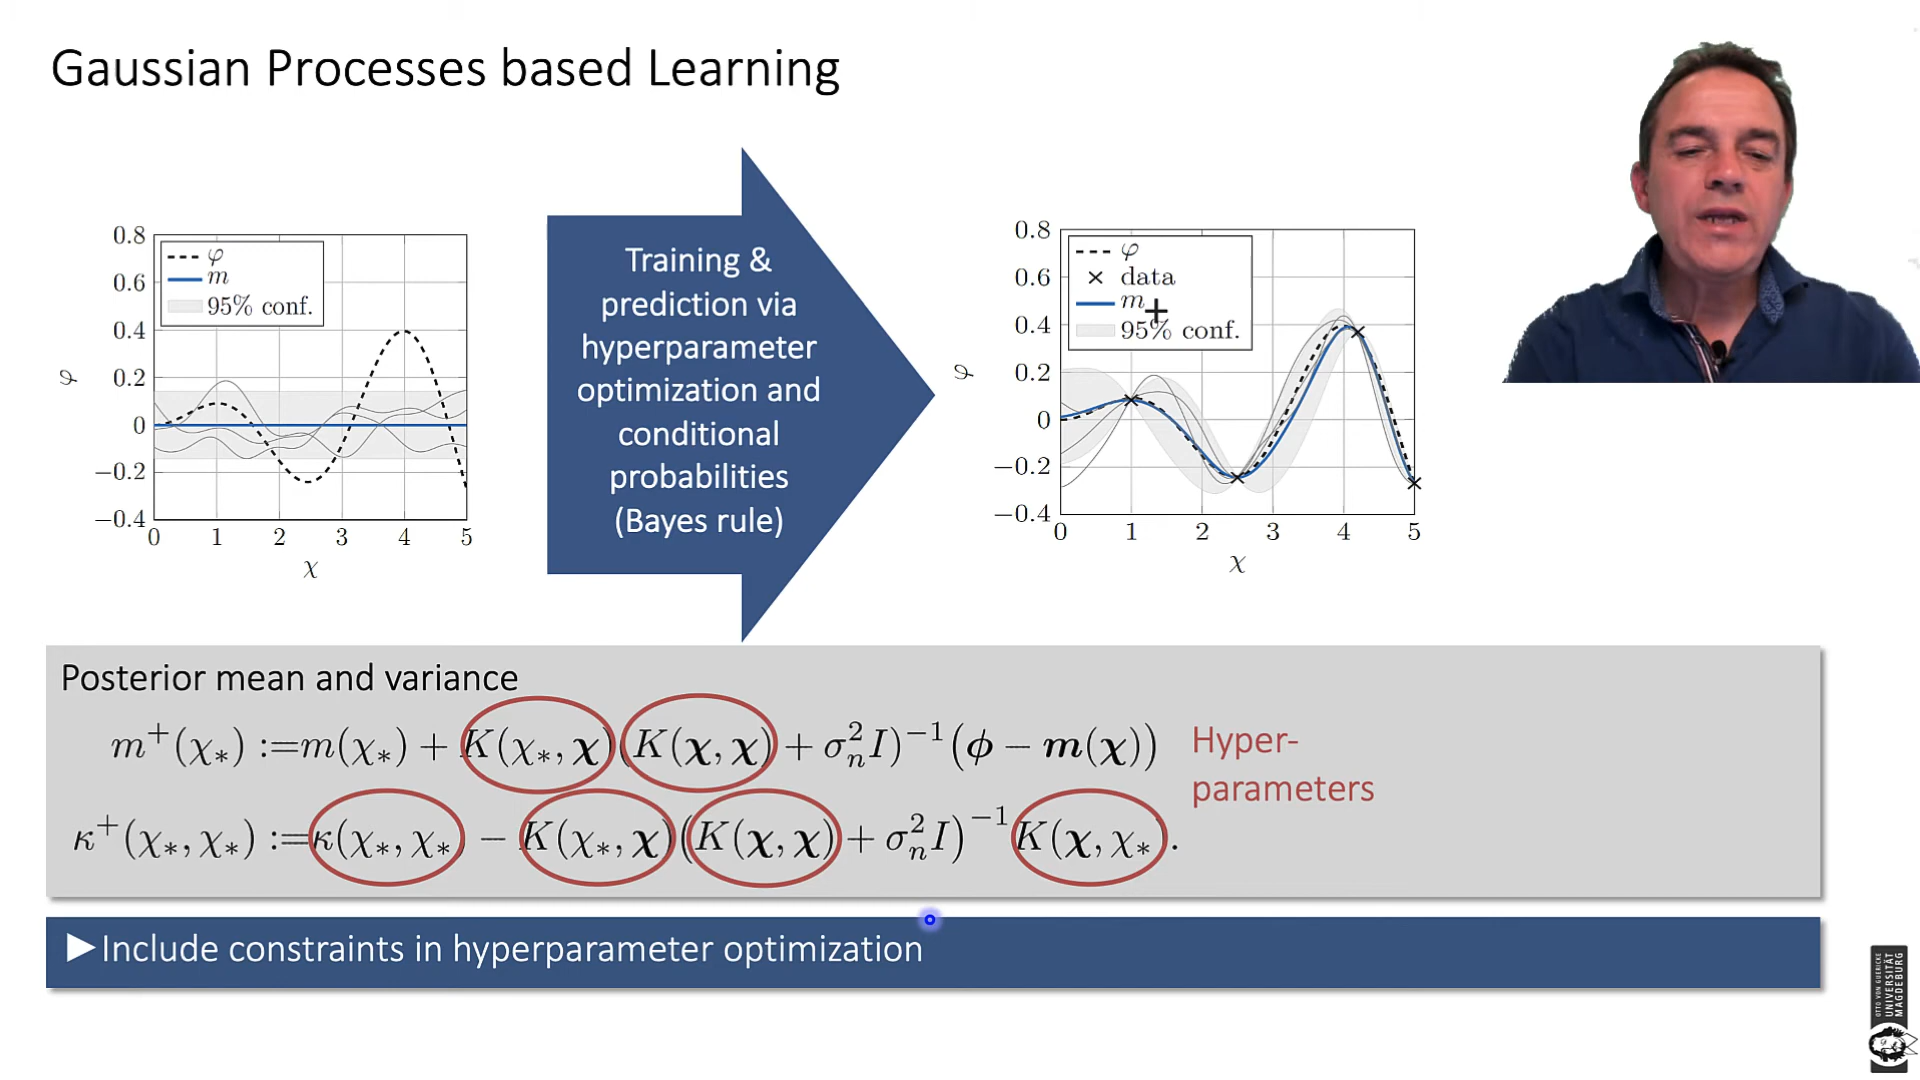 Gaussian Processes based Learning
0.8
0.6
0.4
0.2
0
−0.2
−0.4
φ
φ
m
95% conf.
0 1 2 3 4 5
χ
Training &
prediction via
hyperparameter
optimization and
conditional
probabilities
(Bayes rule)
0.8
0.6
0.4
0.2
0
−0.2
−0.4
φ
φ
data
m+
95% conf.
0 1 2 3 4 5
χ
Posterior mean and variance
m⁺(χ∗) :=m(χ∗) + K(χ∗, χ)(K(χ, χ) + σₙ²I)⁻¹(ϕ − m(χ))
Hyper-
parameters
κ⁺(χ∗, χ∗) :=κ(χ∗, χ∗) − K(χ∗, χ)(K(χ, χ) + σₙ²I)⁻¹K(χ, χ∗).
►Include constraints in hyperparameter optimization
OTTO VON GUERICKE
UNIVERSITÄT
MAGDEBURG